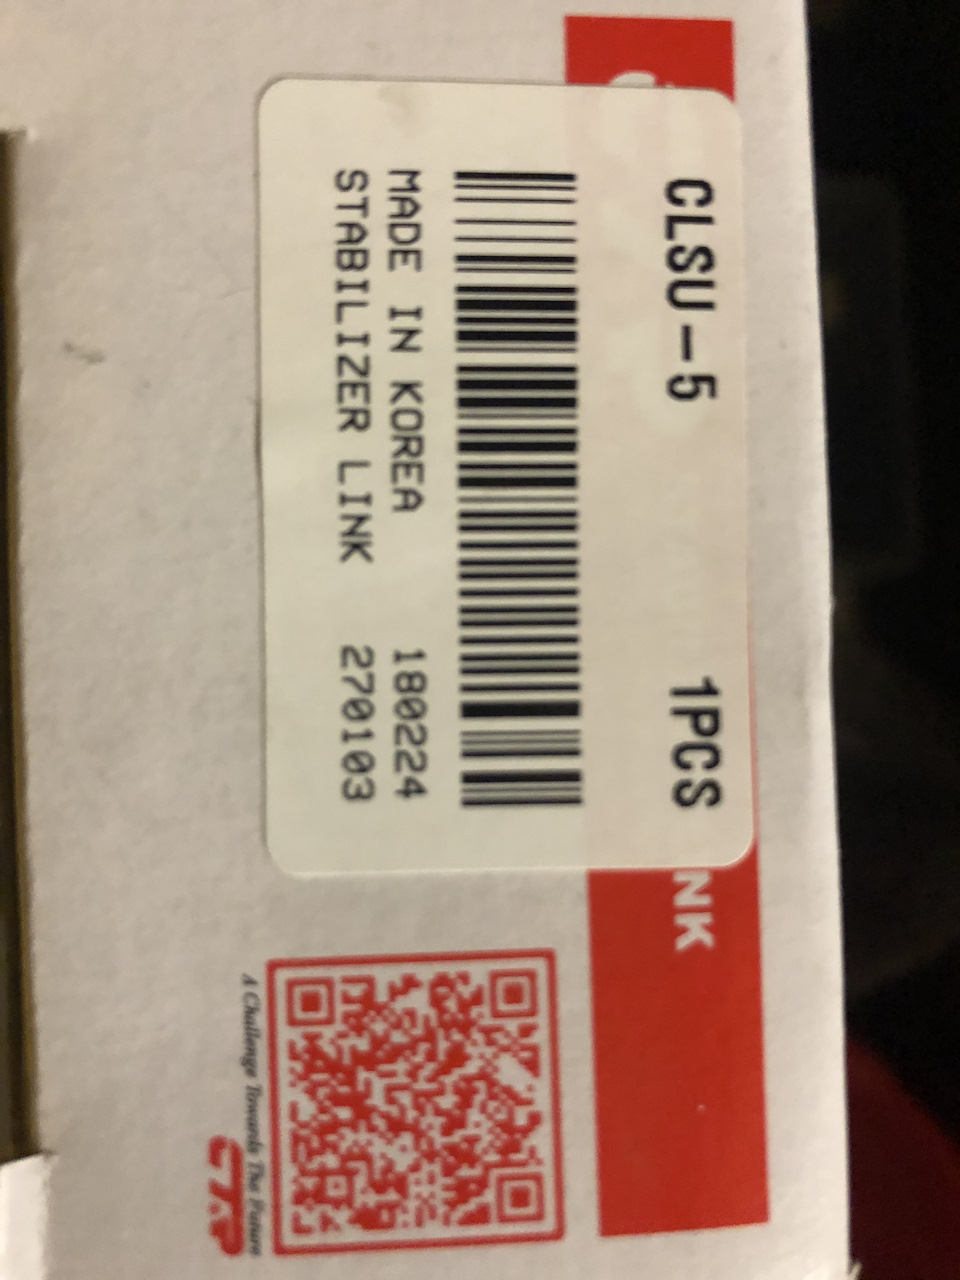 CLSU-5 1PCS
MADE IN KOREA 180224
STABILIZER LINK 270103
NK
A Challenge Towards The Future
CTR